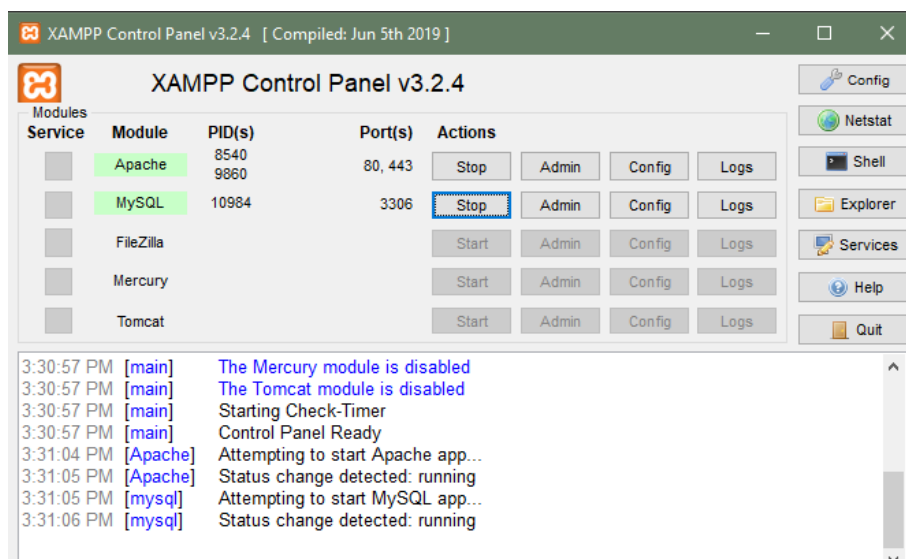 XAMPP Control Panel v3.2.4 [ Compiled: Jun 5th 2019 ]
XAMPP Control Panel v3.2.4
Config
Modules
Service Module PID(s) Port(s) Actions
Netstat
Apache 8540 9860 80, 443 Stop Admin Config Logs
Shell
MySQL 10984 3306 Stop Admin Config Logs
Explorer
FileZilla Start Admin Config Logs
Services
Mercury Start Admin Config Logs
Help
Tomcat Start Admin Config Logs
Quit
3:30:57 PM [main] The Mercury module is disabled
3:30:57 PM [main] The Tomcat module is disabled
3:30:57 PM [main] Starting Check-Timer
3:30:57 PM [main] Control Panel Ready
3:31:04 PM [Apache] Attempting to start Apache app...
3:31:05 PM [Apache] Status change detected: running
3:31:05 PM [mysql] Attempting to start MySQL app...
3:31:06 PM [mysql] Status change detected: running